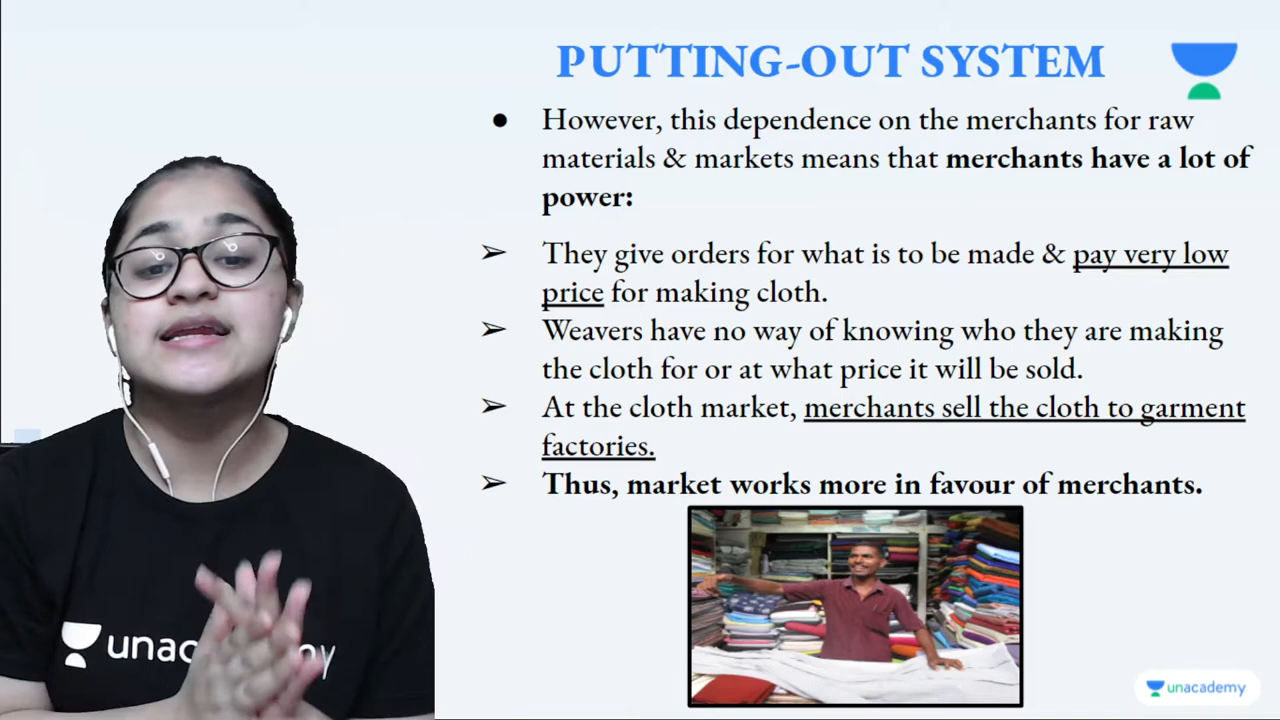 PUTTING-OUT SYSTEM
● However, this dependence on the merchants for raw
materials & markets means that merchants have a lot of
power:
➢ They give orders for what is to be made & pay very low
price for making cloth.
➢ Weavers have no way of knowing who they are making
the cloth for or at what price it will be sold.
➢ At the cloth market, merchants sell the cloth to garment
factories.
➢ Thus, market works more in favour of merchants.
unac my
unacademy